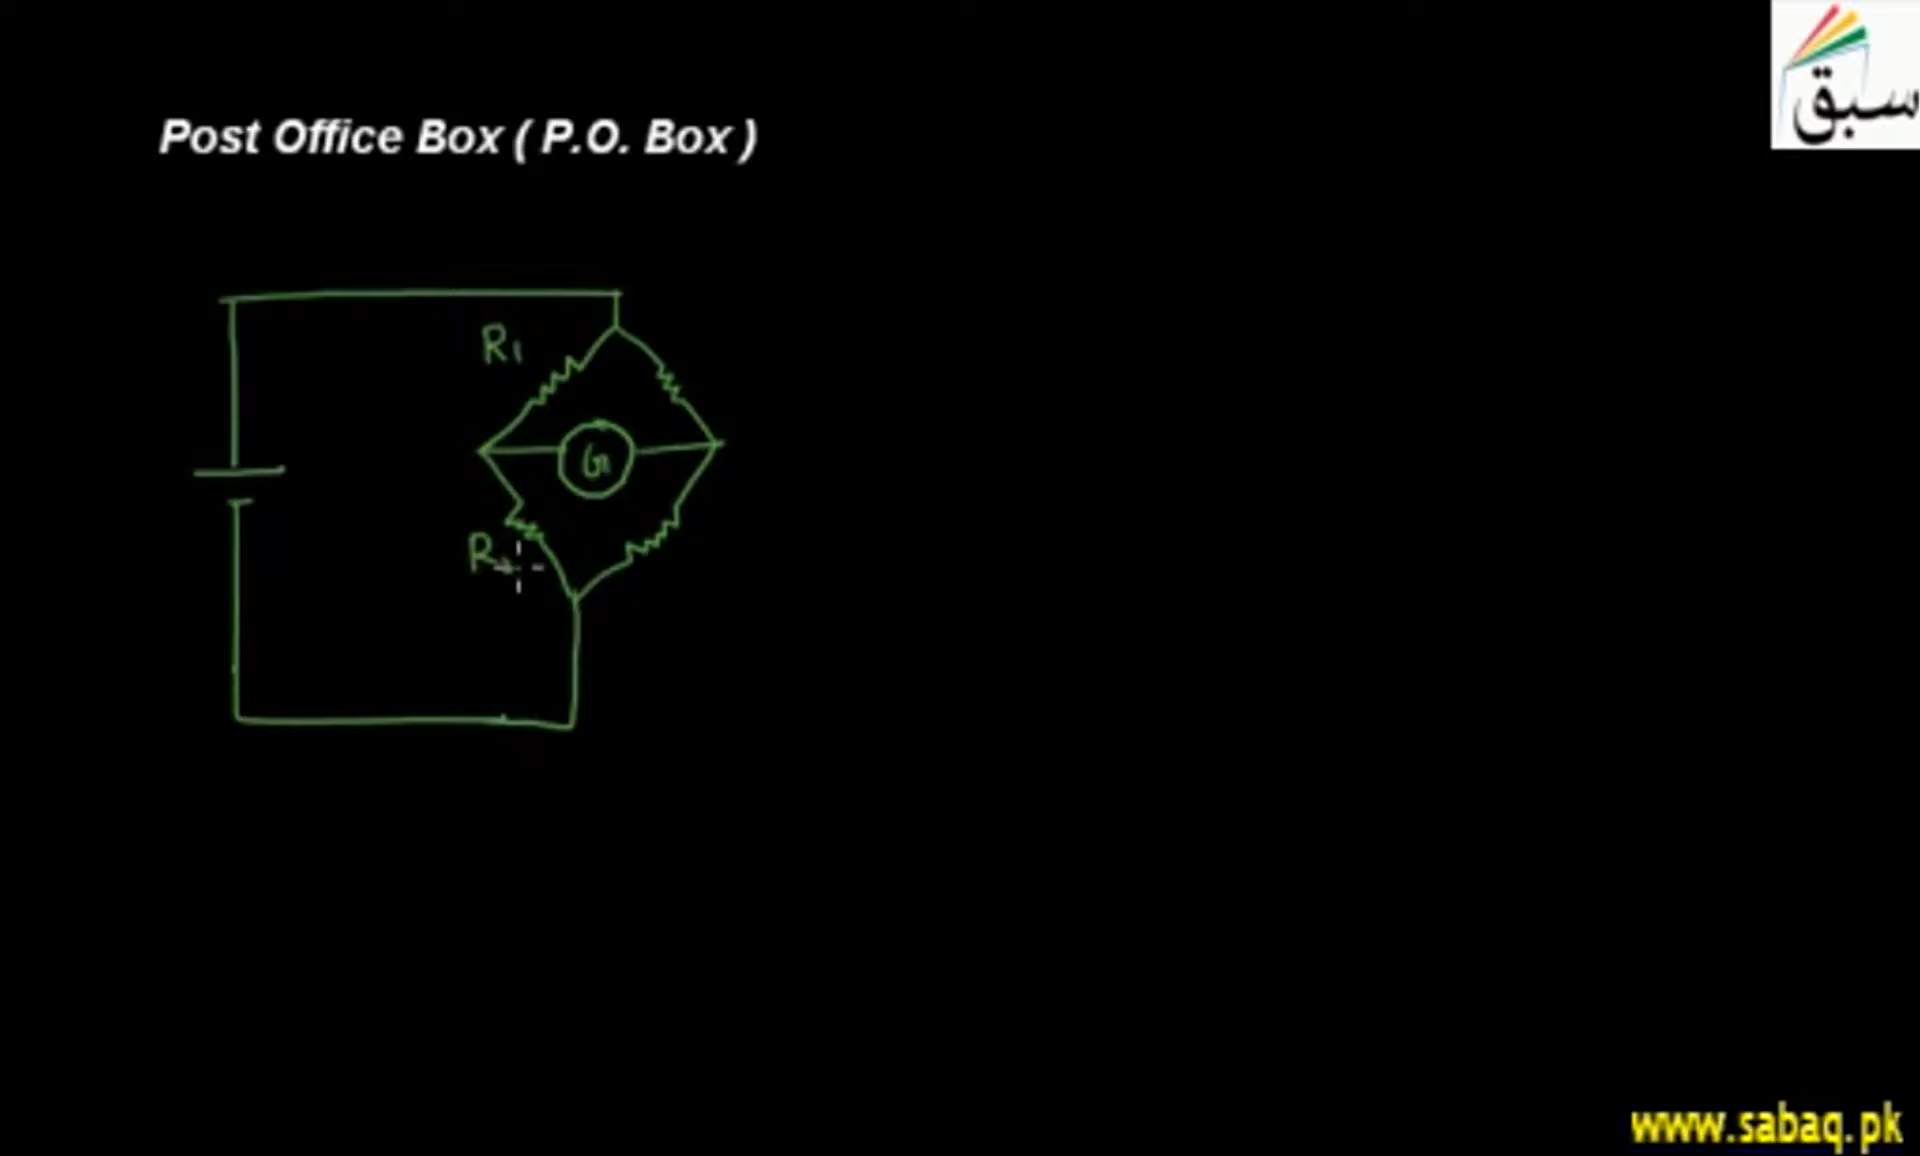 سبق
Post Office Box ( P.O. Box )
R1
G
R
www.sabaq.pk